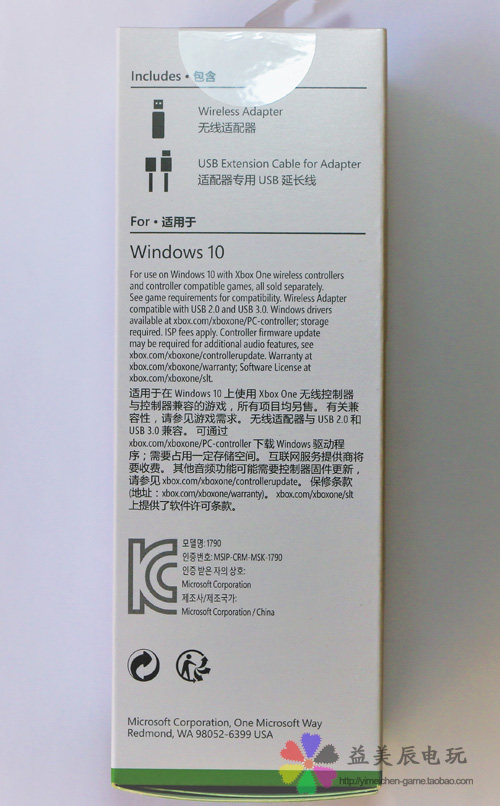 Includes • 包含
Wireless Adapter
无线适配器
USB Extension Cable for Adapter
适配器专用 USB 延长线
For • 适用于
Windows 10
For use on Windows 10 with Xbox One wireless controllers
and controller compatible games, all sold separately.
See game requirements for compatibility. Wireless Adapter
compatible with USB 2.0 and USB 3.0. Windows drivers
available at xbox.com/xboxone/PC-controller; storage
required. ISP fees apply. Controller firmware update
may be required for additional audio features, see
xbox.com/xboxone/controllerupdate. Warranty at
xbox.com/xboxone/warranty; Software License at
xbox.com/xboxone/slt.
适用于在 Windows 10 上使用 Xbox One 无线控制器
与控制器兼容的游戏，所有项目均另售。 有关兼
容性，请参见游戏需求。 无线适配器与 USB 2.0 和
USB 3.0 兼容。 可通过
xbox.com/xboxone/PC-controller 下载 Windows 驱动程
序；需要占用一定存储空间。 互联网服务提供商将
要收费。 其他音频功能可能需要控制器固件更新，
请参见 xbox.com/xboxone/controllerupdate。 保修条款
(地址：xbox.com/xboxone/warranty)。 xbox.com/xboxone/slt
上提供了软件许可条款。
모델명: 1790
인증번호: MSIP-CRM-MSK-1790
인증 받은 자의 상호:
Microsoft Corporation
제조사/제조국가:
Microsoft Corporation / China
Microsoft Corporation, One Microsoft Way
Redmond, WA 98052-6399 USA
益美辰电玩
http://yimeichen-game.taobao.com